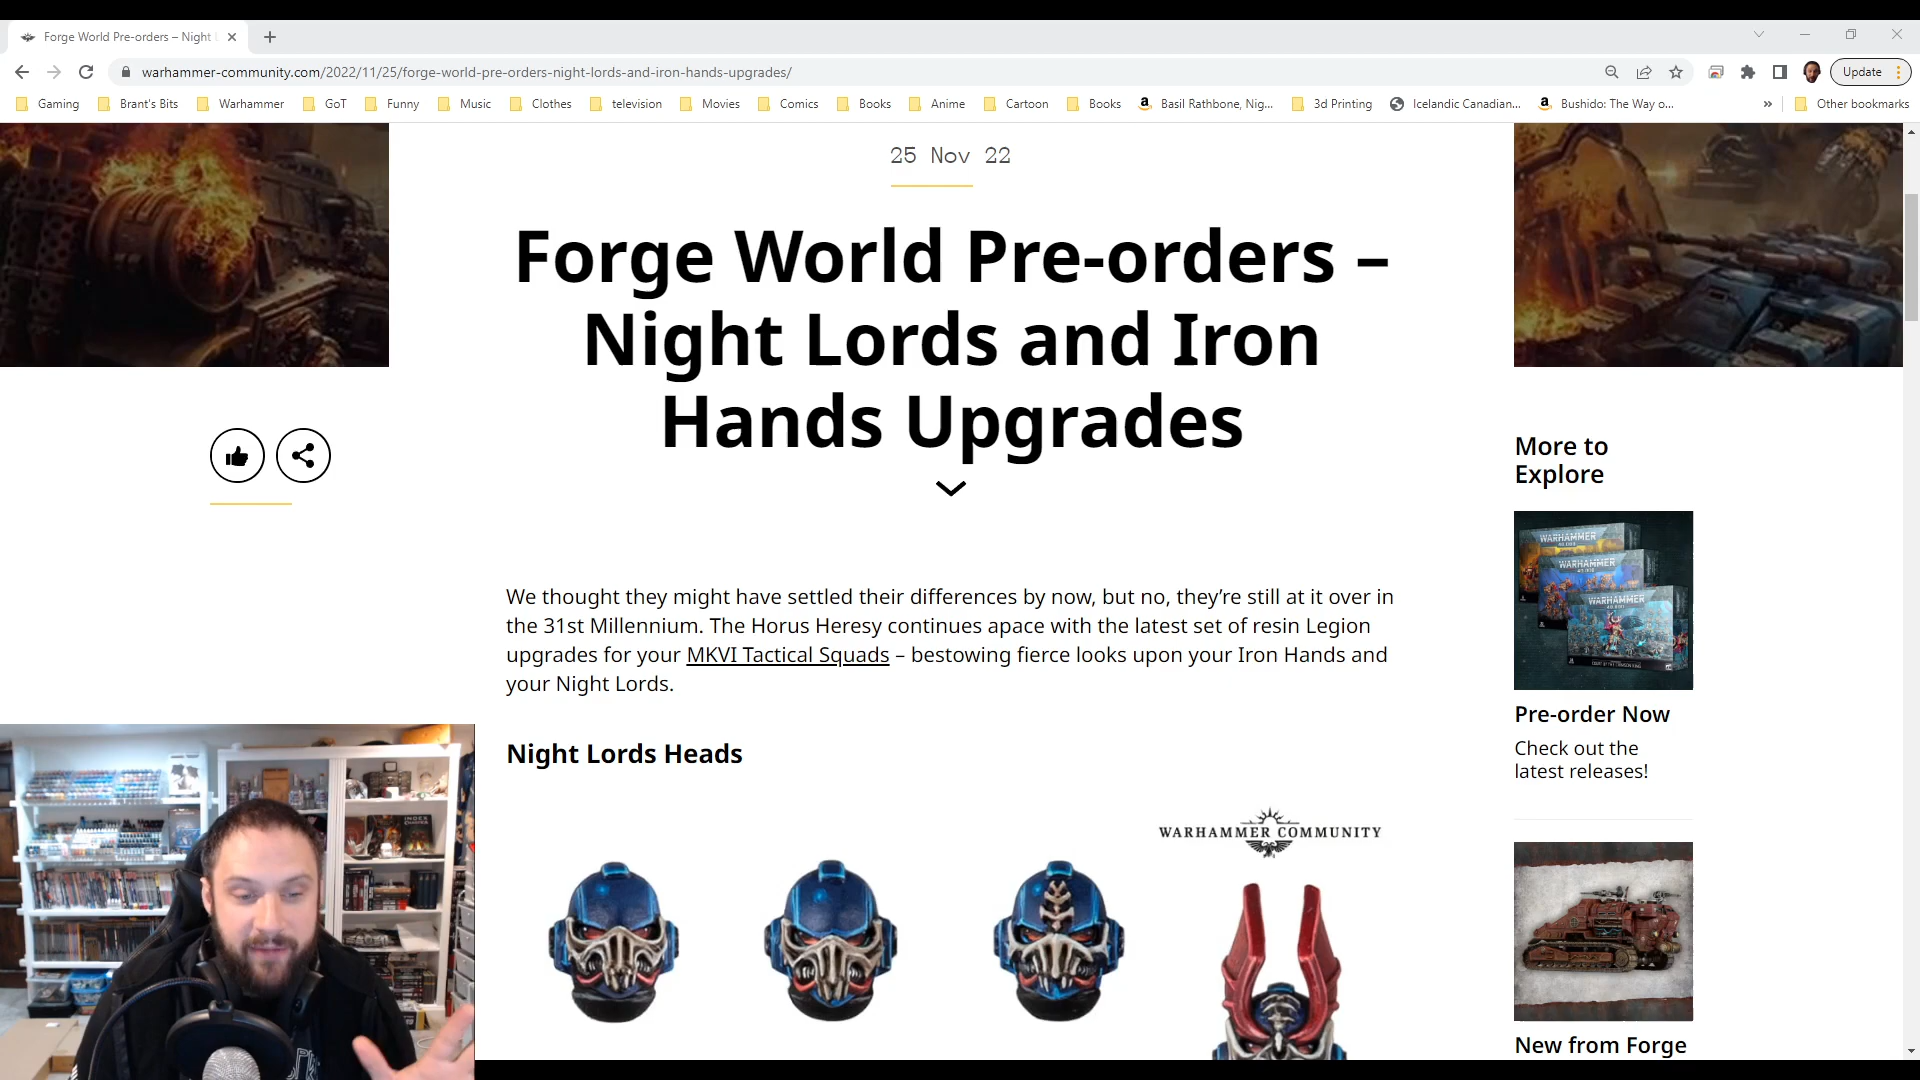 Forge World Pre-orders – Night
warhammer-community.com/2022/11/25/forge-world-pre-orders-night-lords-and-iron-hands-upgrades/
Update
Gaming
Brant's Bits
Warhammer
GoT
Funny
Music
Clothes
television
Movies
Comics
Books
Anime
Cartoon
Books
Basil Rathbone, Nig...
3d Printing
Icelandic Canadian...
Bushido: The Way o...
»
Other bookmarks
25 Nov 22
Forge World Pre-orders –
Night Lords and Iron
Hands Upgrades
We thought they might have settled their differences by now, but no, they’re still at it over in
the 31st Millennium. The Horus Heresy continues apace with the latest set of resin Legion
upgrades for your MKVI Tactical Squads – bestowing fierce looks upon your Iron Hands and
your Night Lords.
Night Lords Heads
WARHAMMER COMMUNITY
More to
Explore
WARHAMMER
WARHAMMER
WARHAMMER
Pre-order Now
Check out the
latest releases!
New from Forge
INDEX